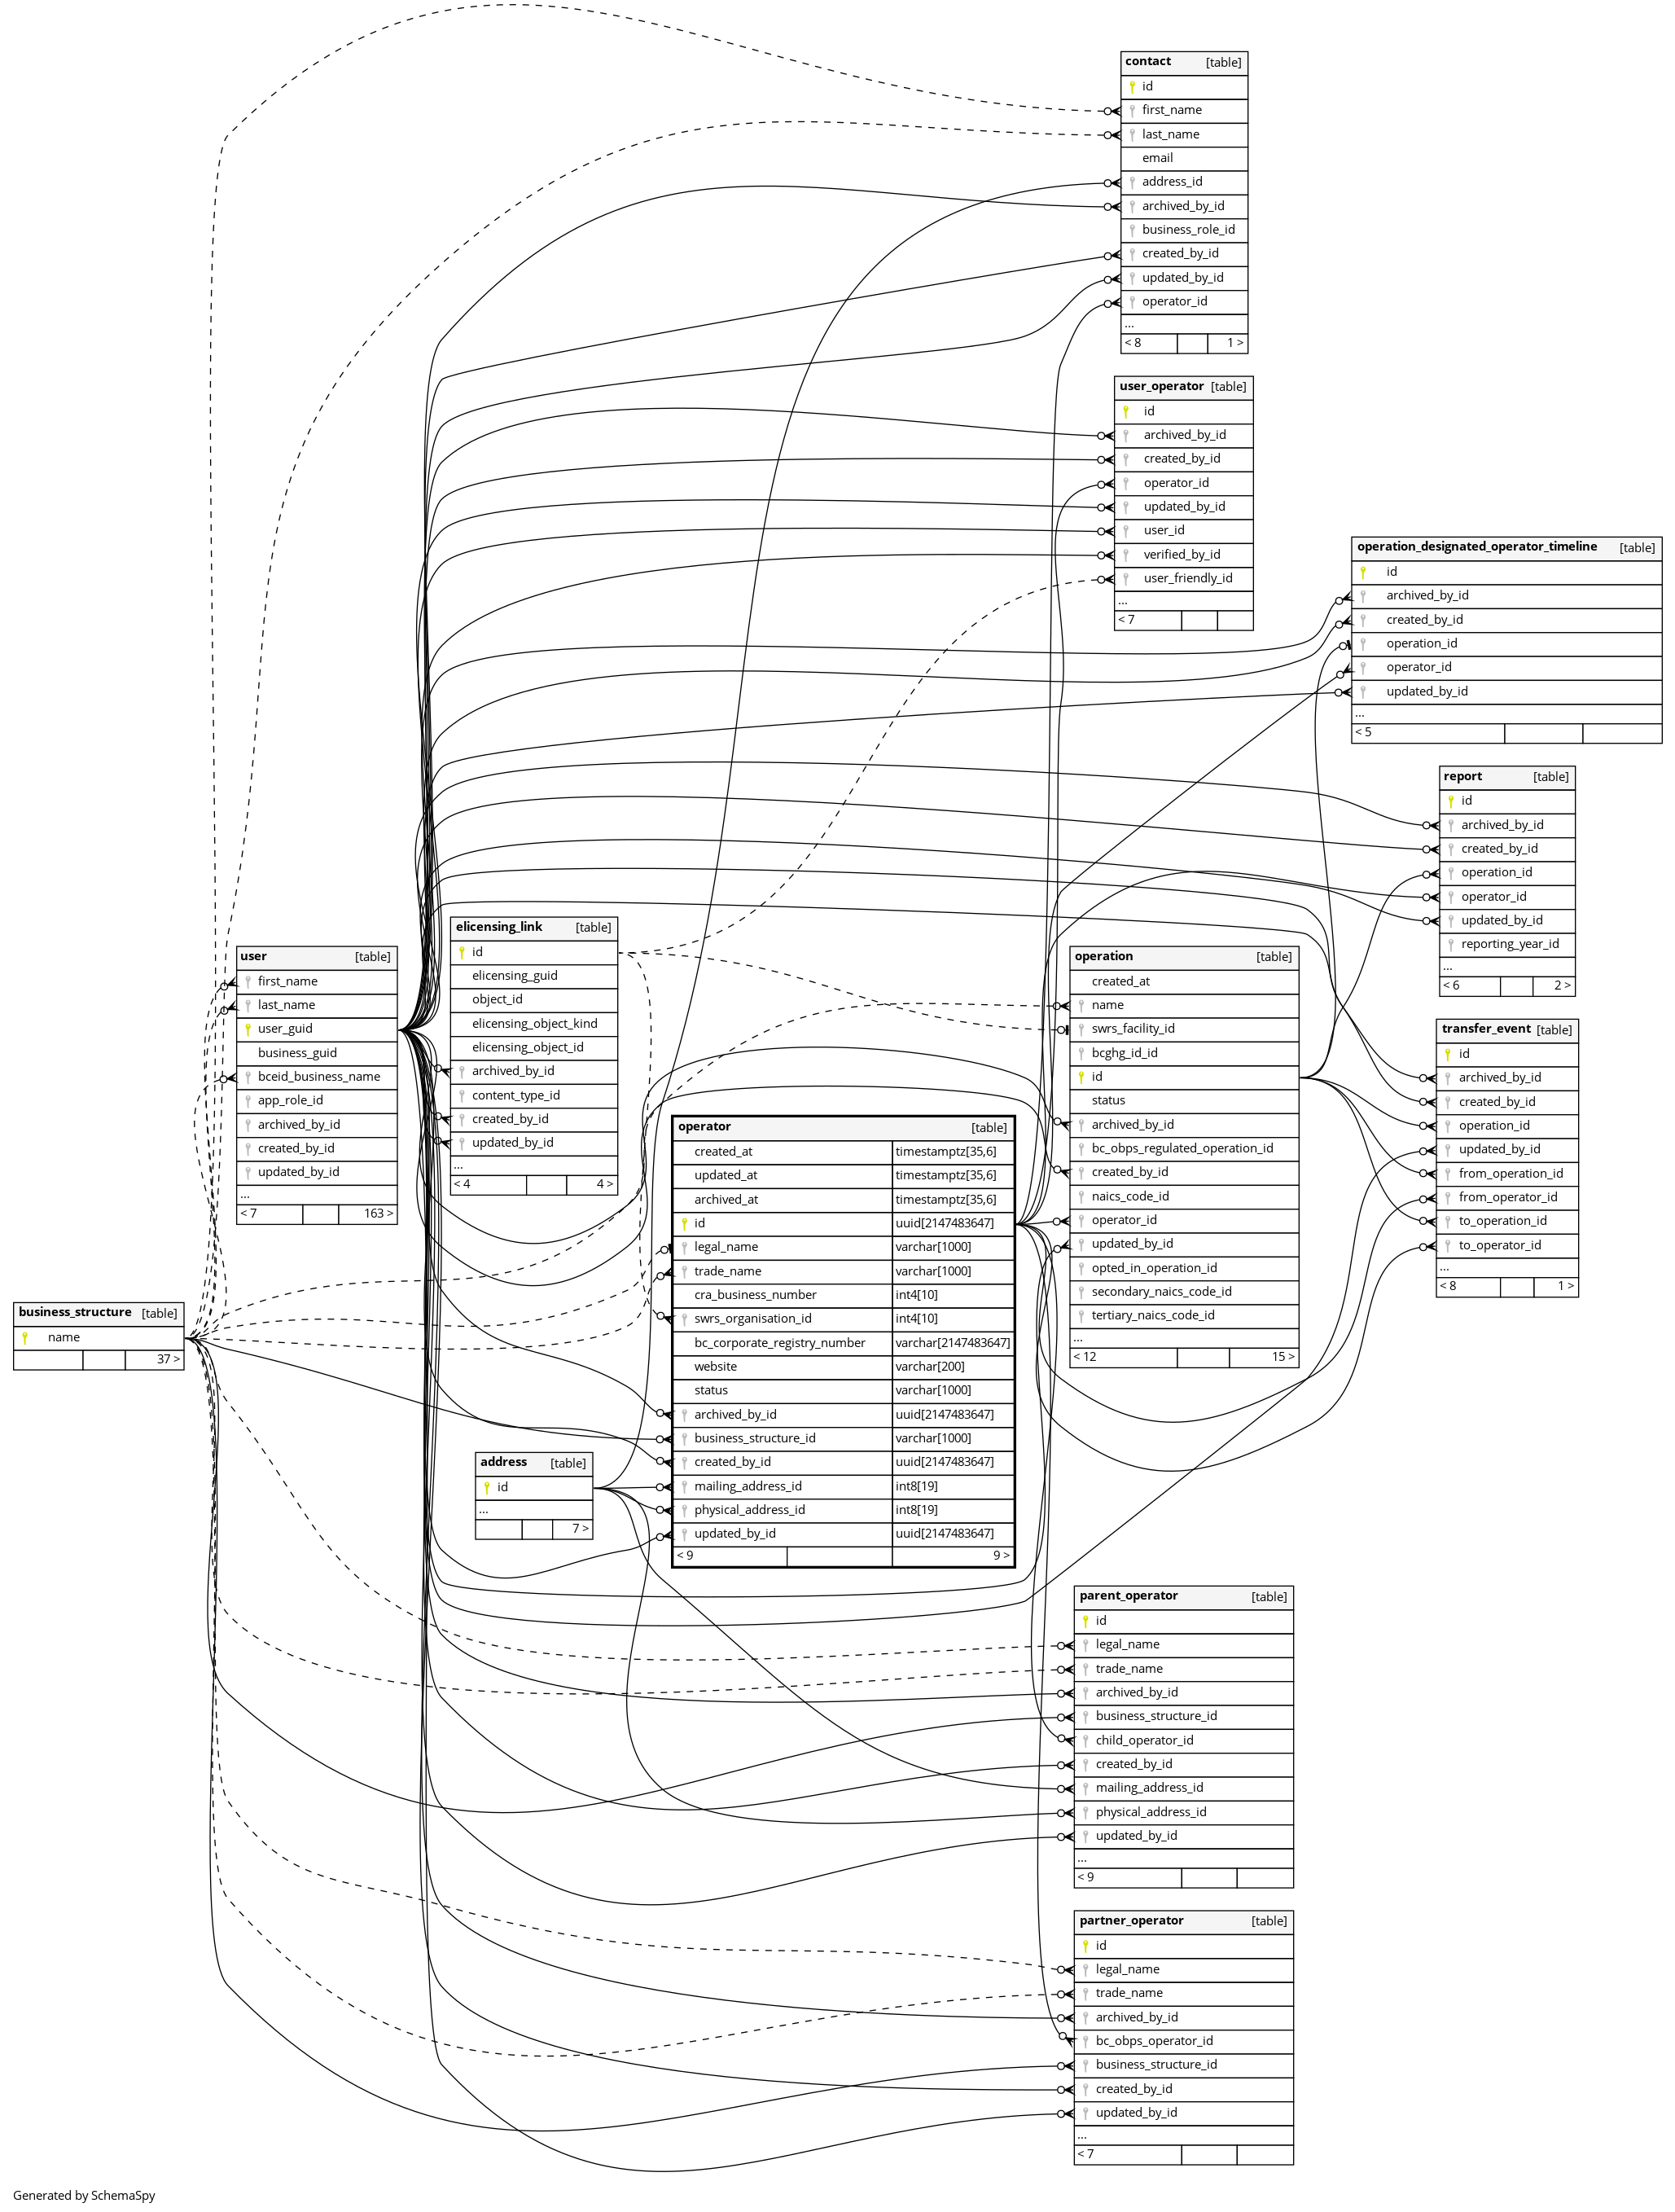 contact [table]
id
first_name
last_name
email
address_id
archived_by_id
business_role_id
created_by_id
updated_by_id
operator_id
...
< 8 1 >
user_operator [table]
id
archived_by_id
created_by_id
operator_id
updated_by_id
user_id
verified_by_id
user_friendly_id
...
< 7
operation_designated_operator_timeline [table]
id
archived_by_id
created_by_id
operation_id
operator_id
updated_by_id
...
< 5
report [table]
id
archived_by_id
created_by_id
operation_id
operator_id
updated_by_id
reporting_year_id
...
< 6 2 >
elicensing_link [table]
id
elicensing_guid
object_id
elicensing_object_kind
elicensing_object_id
archived_by_id
content_type_id
created_by_id
updated_by_id
...
< 4 4 >
user [table]
first_name
last_name
user_guid
business_guid
bceid_business_name
app_role_id
archived_by_id
created_by_id
updated_by_id
...
< 7 163 >
operation [table]
created_at
name
swrs_facility_id
bcghg_id_id
id
status
archived_by_id
bc_obps_regulated_operation_id
created_by_id
naics_code_id
operator_id
updated_by_id
opted_in_operation_id
secondary_naics_code_id
tertiary_naics_code_id
...
< 12 15 >
transfer_event [table]
id
archived_by_id
created_by_id
operation_id
updated_by_id
from_operation_id
from_operator_id
to_operation_id
to_operator_id
...
< 8 1 >
operator [table]
created_at timestamptz[35,6]
updated_at timestamptz[35,6]
archived_at timestamptz[35,6]
id uuid[2147483647]
legal_name varchar[1000]
trade_name varchar[1000]
cra_business_number int4[10]
swrs_organisation_id int4[10]
bc_corporate_registry_number varchar[2147483647]
website varchar[200]
status varchar[1000]
archived_by_id uuid[2147483647]
business_structure_id varchar[1000]
created_by_id uuid[2147483647]
mailing_address_id int8[19]
physical_address_id int8[19]
updated_by_id uuid[2147483647]
< 9 9 >
business_structure [table]
name
37 >
address [table]
id
...
7 >
parent_operator [table]
id
legal_name
trade_name
archived_by_id
business_structure_id
child_operator_id
created_by_id
mailing_address_id
physical_address_id
updated_by_id
...
< 9
partner_operator [table]
id
legal_name
trade_name
archived_by_id
bc_obps_operator_id
business_structure_id
created_by_id
updated_by_id
...
< 7
Generated by SchemaSpy